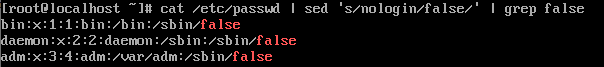 [root@localhost ~]# cat /etc/passwd | sed 's/nologin/false/' | grep false
bin:x:1:1:bin:/bin:/sbin/false
daemon:x:2:2:daemon:/sbin:/sbin/false
adm:x:3:4:adm:/var/adm:/sbin/false